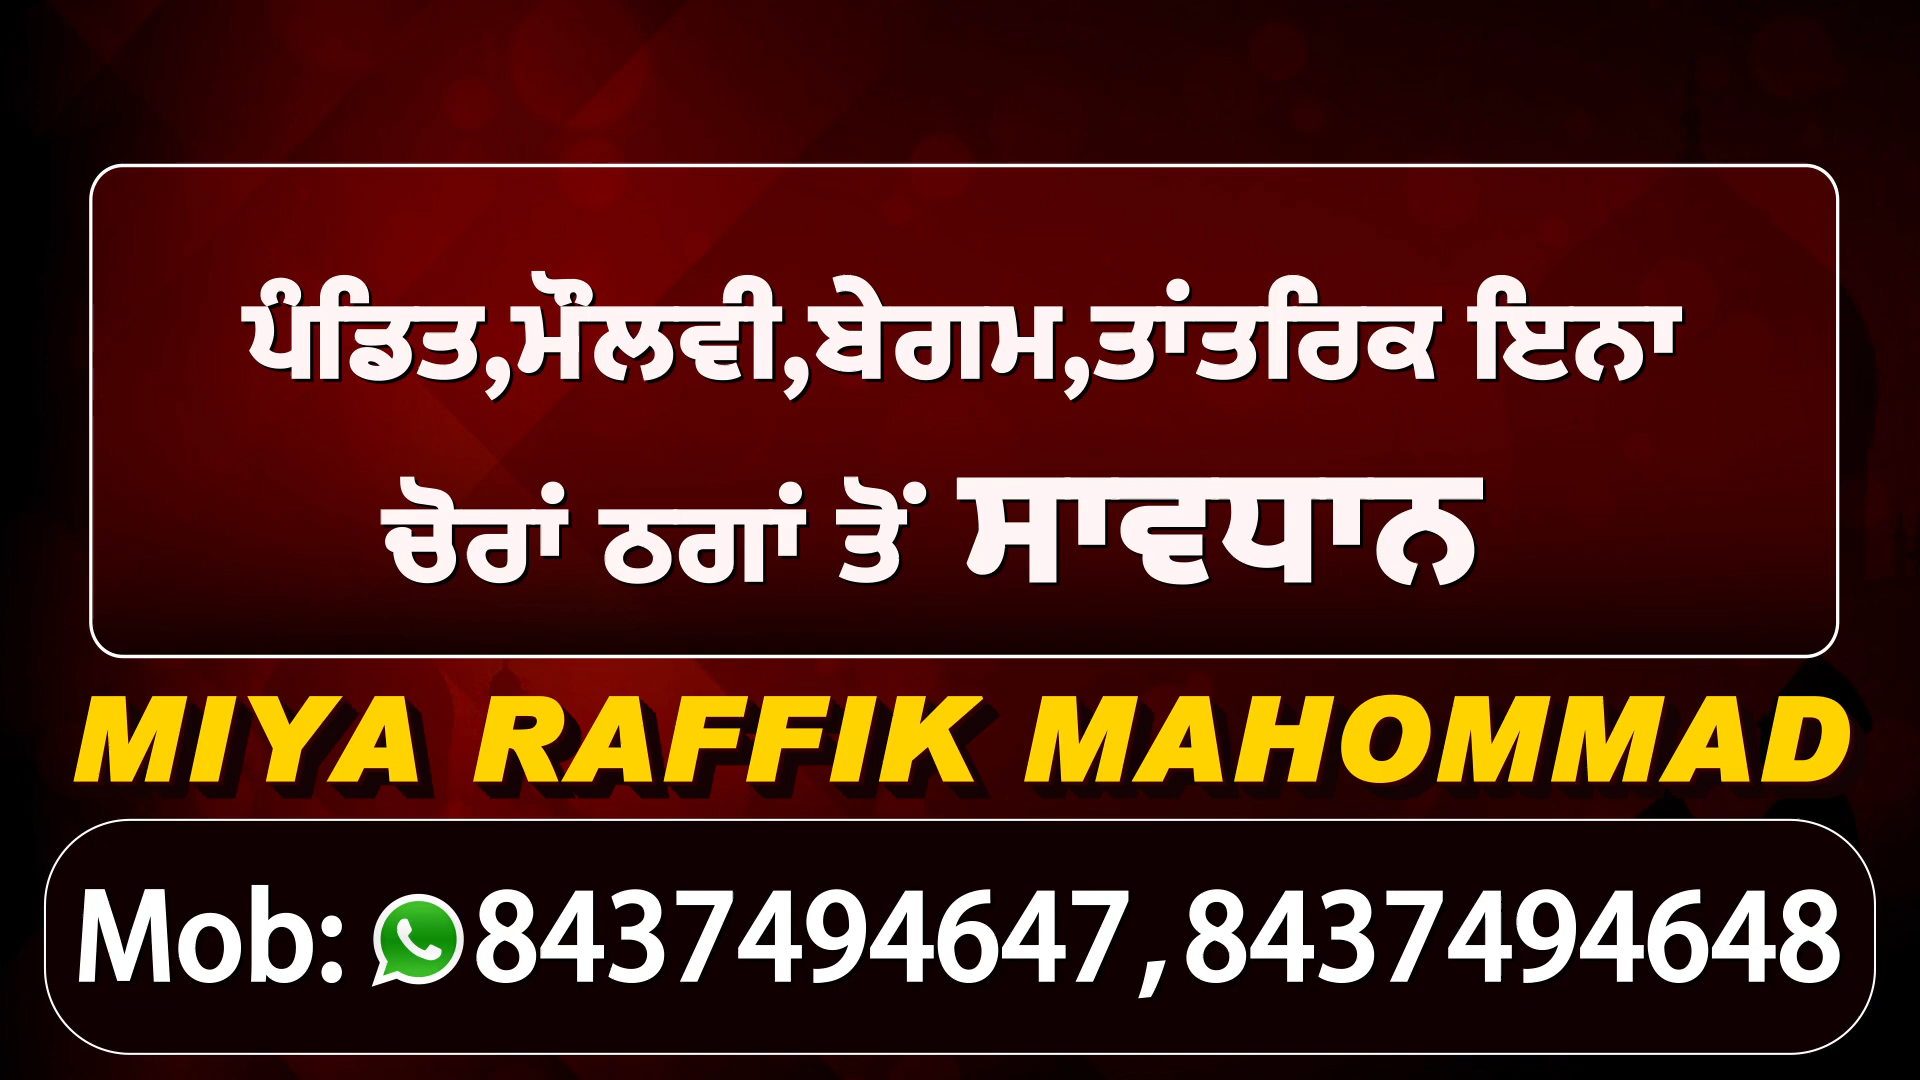 ਪੰਡਿਤ,ਮੌਲਵੀ,ਬੇਗਮ,ਤਾਂਤਰਿਕ ਇਨਾ
ਚੋਰਾਂ ਠਗਾਂ ਤੋਂ ਸਾਵਧਾਨ
MIYA RAFFIK MAHOMMAD
Mob: 8437494647, 8437494648